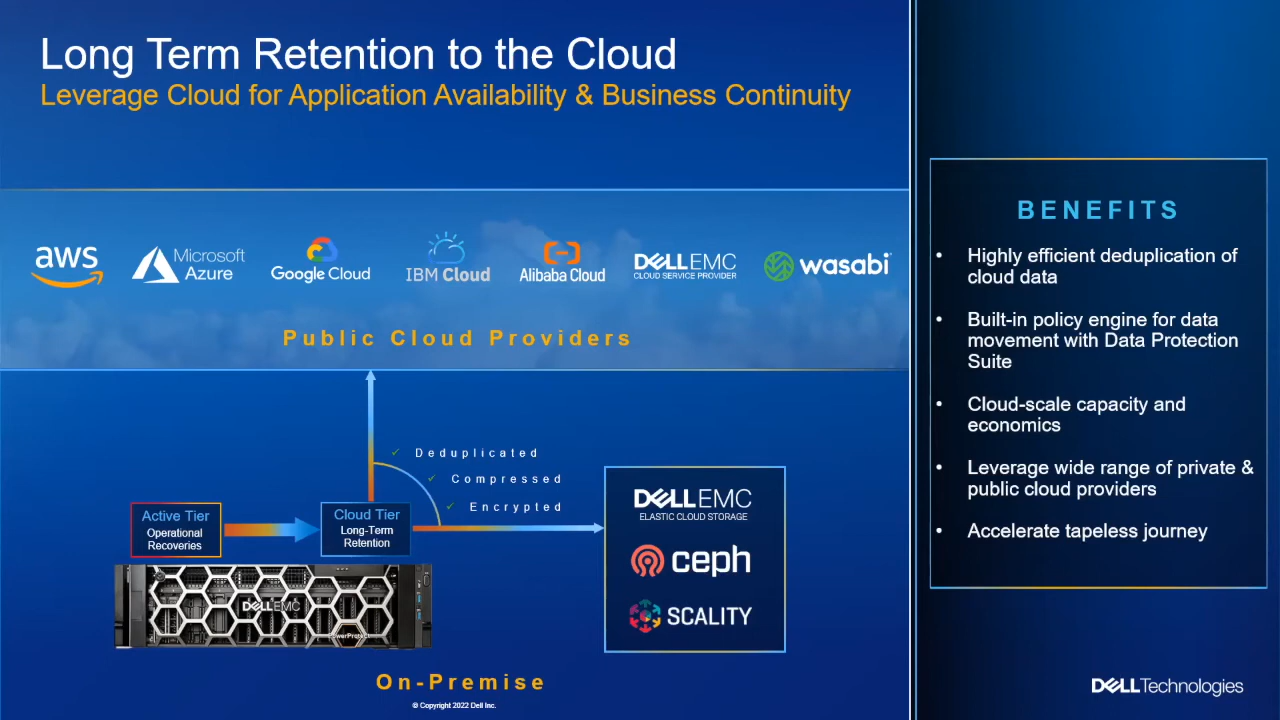 Long Term Retention to the Cloud
Leverage Cloud for Application Availability & Business Continuity
aws
Microsoft
Azure
Google Cloud
IBM Cloud
Alibaba Cloud
DELLEMC
CLOUD SERVICE PROVIDER
wasabi
Public Cloud Providers
Deduplicated
Compressed
Encrypted
Active Tier
Operational
Recoveries
Cloud Tier
Long-Term
Retention
DELLEMC
PowerProtect
DELLEMC
ELASTIC CLOUD STORAGE
ceph
SCALITY
On-Premise
© Copyright 2022 Dell Inc.
BENEFITS
• Highly efficient deduplication of
cloud data
• Built-in policy engine for data
movement with Data Protection
Suite
• Cloud-scale capacity and
economics
• Leverage wide range of private &
public cloud providers
• Accelerate tapeless journey
DELLTechnologies